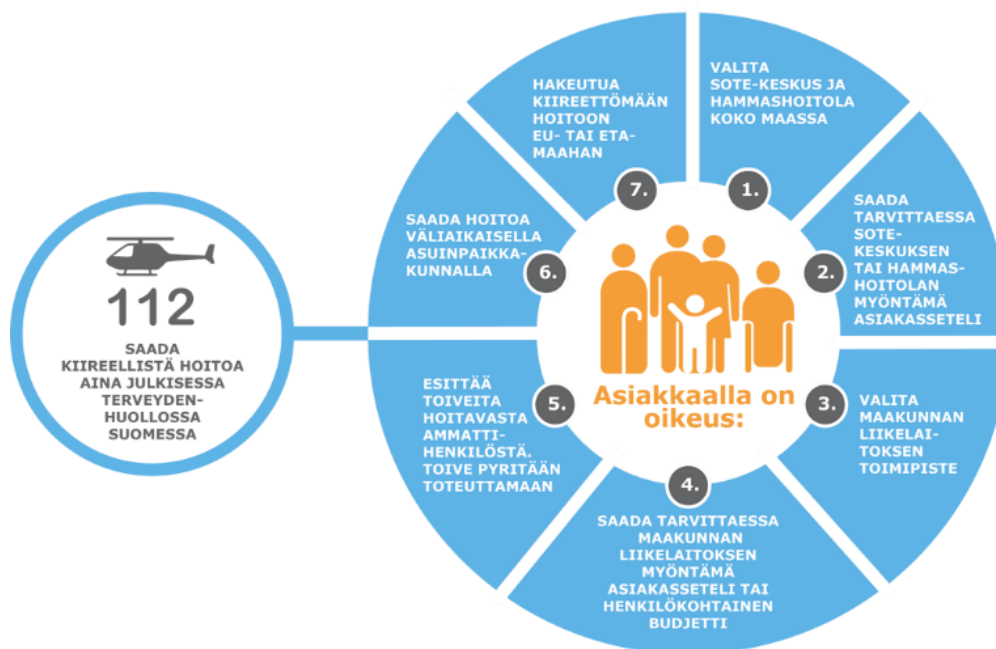 112
SAADA
KIIREELLISTÄ HOITOA
AINA JULKISESSA
TERVEYDEN-
HUOLLOSSA
SUOMESSA
Asiakkaalla on
oikeus:
1.
VALITA
SOTE-KESKUS JA
HAMMASHOITOLA
KOKO MAASSA
2.
SAADA
TARVITTAESSA
SOTE-
KESKUKSEN
TAI HAMMAS-
HOITOLAN
MYÖNTÄMÄ
ASIAKASSETELI
3.
VALITA
MAAKUNNAN
LIIKELAI-
TOKSEN
TOIMIPISTE
4.
SAADA TARVITTAESSA
MAAKUNNAN
LIIKELAITOKSEN
MYÖNTÄMÄ
ASIAKASSETELI TAI
HENKILÖKOHTAINEN
BUDJETTI
5.
ESITTÄÄ
TOIVEITA
HOITAVASTA
AMMATTI-
HENKILÖSTÄ.
TOIVE PYRITÄÄN
TOTEUTTAMAAN
6.
SAADA HOITOA
VÄLIAIKAISELLA
ASUINPAIKKA-
KUNNALLA
7.
HAKEUTUA
KIIREETTÖMÄÄN
HOITOON
EU- TAI ETA-
MAAHAN